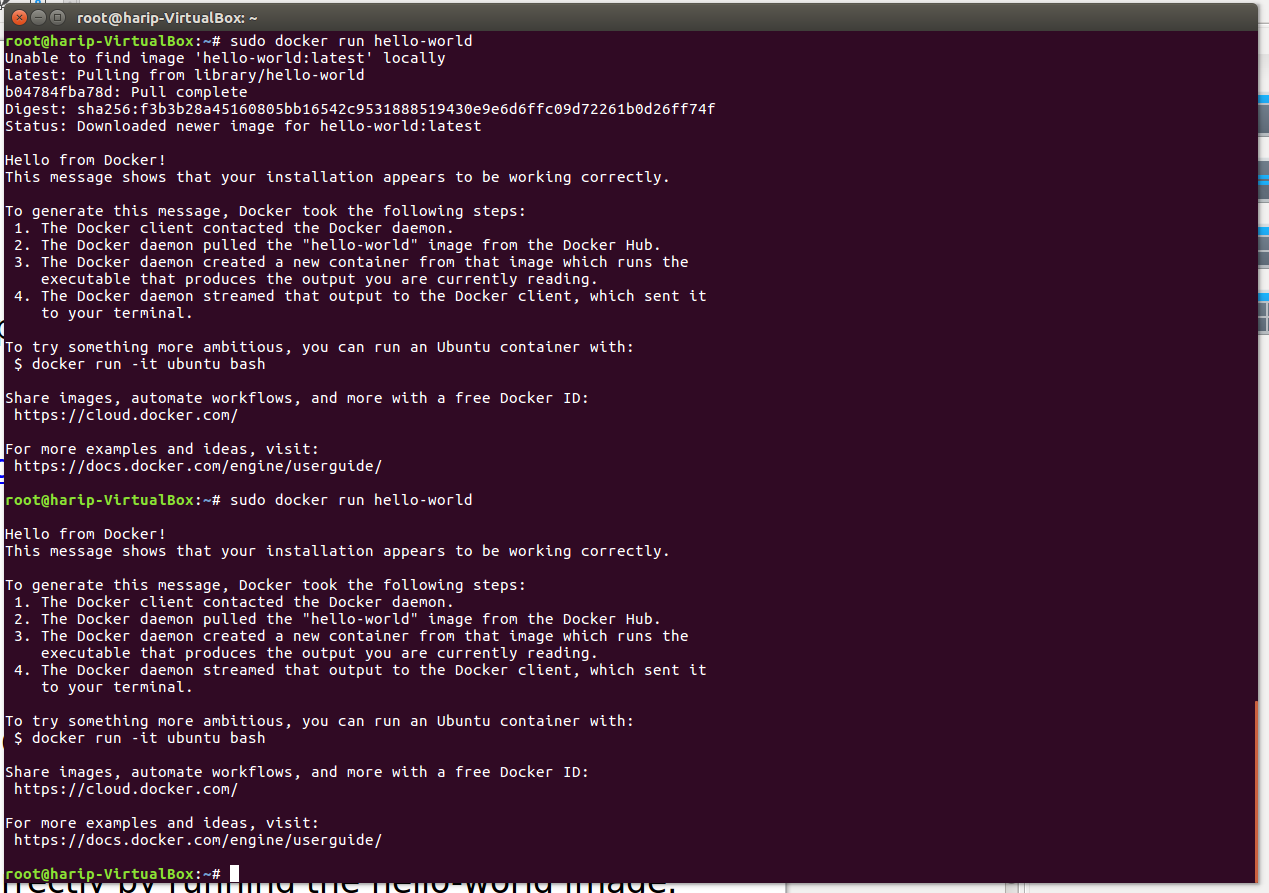 root@harip-VirtualBox: ~
root@harip-VirtualBox:~# sudo docker run hello-world
Unable to find image 'hello-world:latest' locally
latest: Pulling from library/hello-world
b04784fba78d: Pull complete
Digest: sha256:f3b3b28a45160805bb16542c9531888519430e9e6d6ffc09d72261b0d26ff74f
Status: Downloaded newer image for hello-world:latest

Hello from Docker!
This message shows that your installation appears to be working correctly.

To generate this message, Docker took the following steps:
 1. The Docker client contacted the Docker daemon.
 2. The Docker daemon pulled the "hello-world" image from the Docker Hub.
 3. The Docker daemon created a new container from that image which runs the
    executable that produces the output you are currently reading.
 4. The Docker daemon streamed that output to the Docker client, which sent it
    to your terminal.

To try something more ambitious, you can run an Ubuntu container with:
 $ docker run -it ubuntu bash

Share images, automate workflows, and more with a free Docker ID:
 https://cloud.docker.com/

For more examples and ideas, visit:
 https://docs.docker.com/engine/userguide/

root@harip-VirtualBox:~# sudo docker run hello-world

Hello from Docker!
This message shows that your installation appears to be working correctly.

To generate this message, Docker took the following steps:
 1. The Docker client contacted the Docker daemon.
 2. The Docker daemon pulled the "hello-world" image from the Docker Hub.
 3. The Docker daemon created a new container from that image which runs the
    executable that produces the output you are currently reading.
 4. The Docker daemon streamed that output to the Docker client, which sent it
    to your terminal.

To try something more ambitious, you can run an Ubuntu container with:
 $ docker run -it ubuntu bash

Share images, automate workflows, and more with a free Docker ID:
 https://cloud.docker.com/

For more examples and ideas, visit:
 https://docs.docker.com/engine/userguide/

root@harip-VirtualBox:~#
by running the hello-world image.